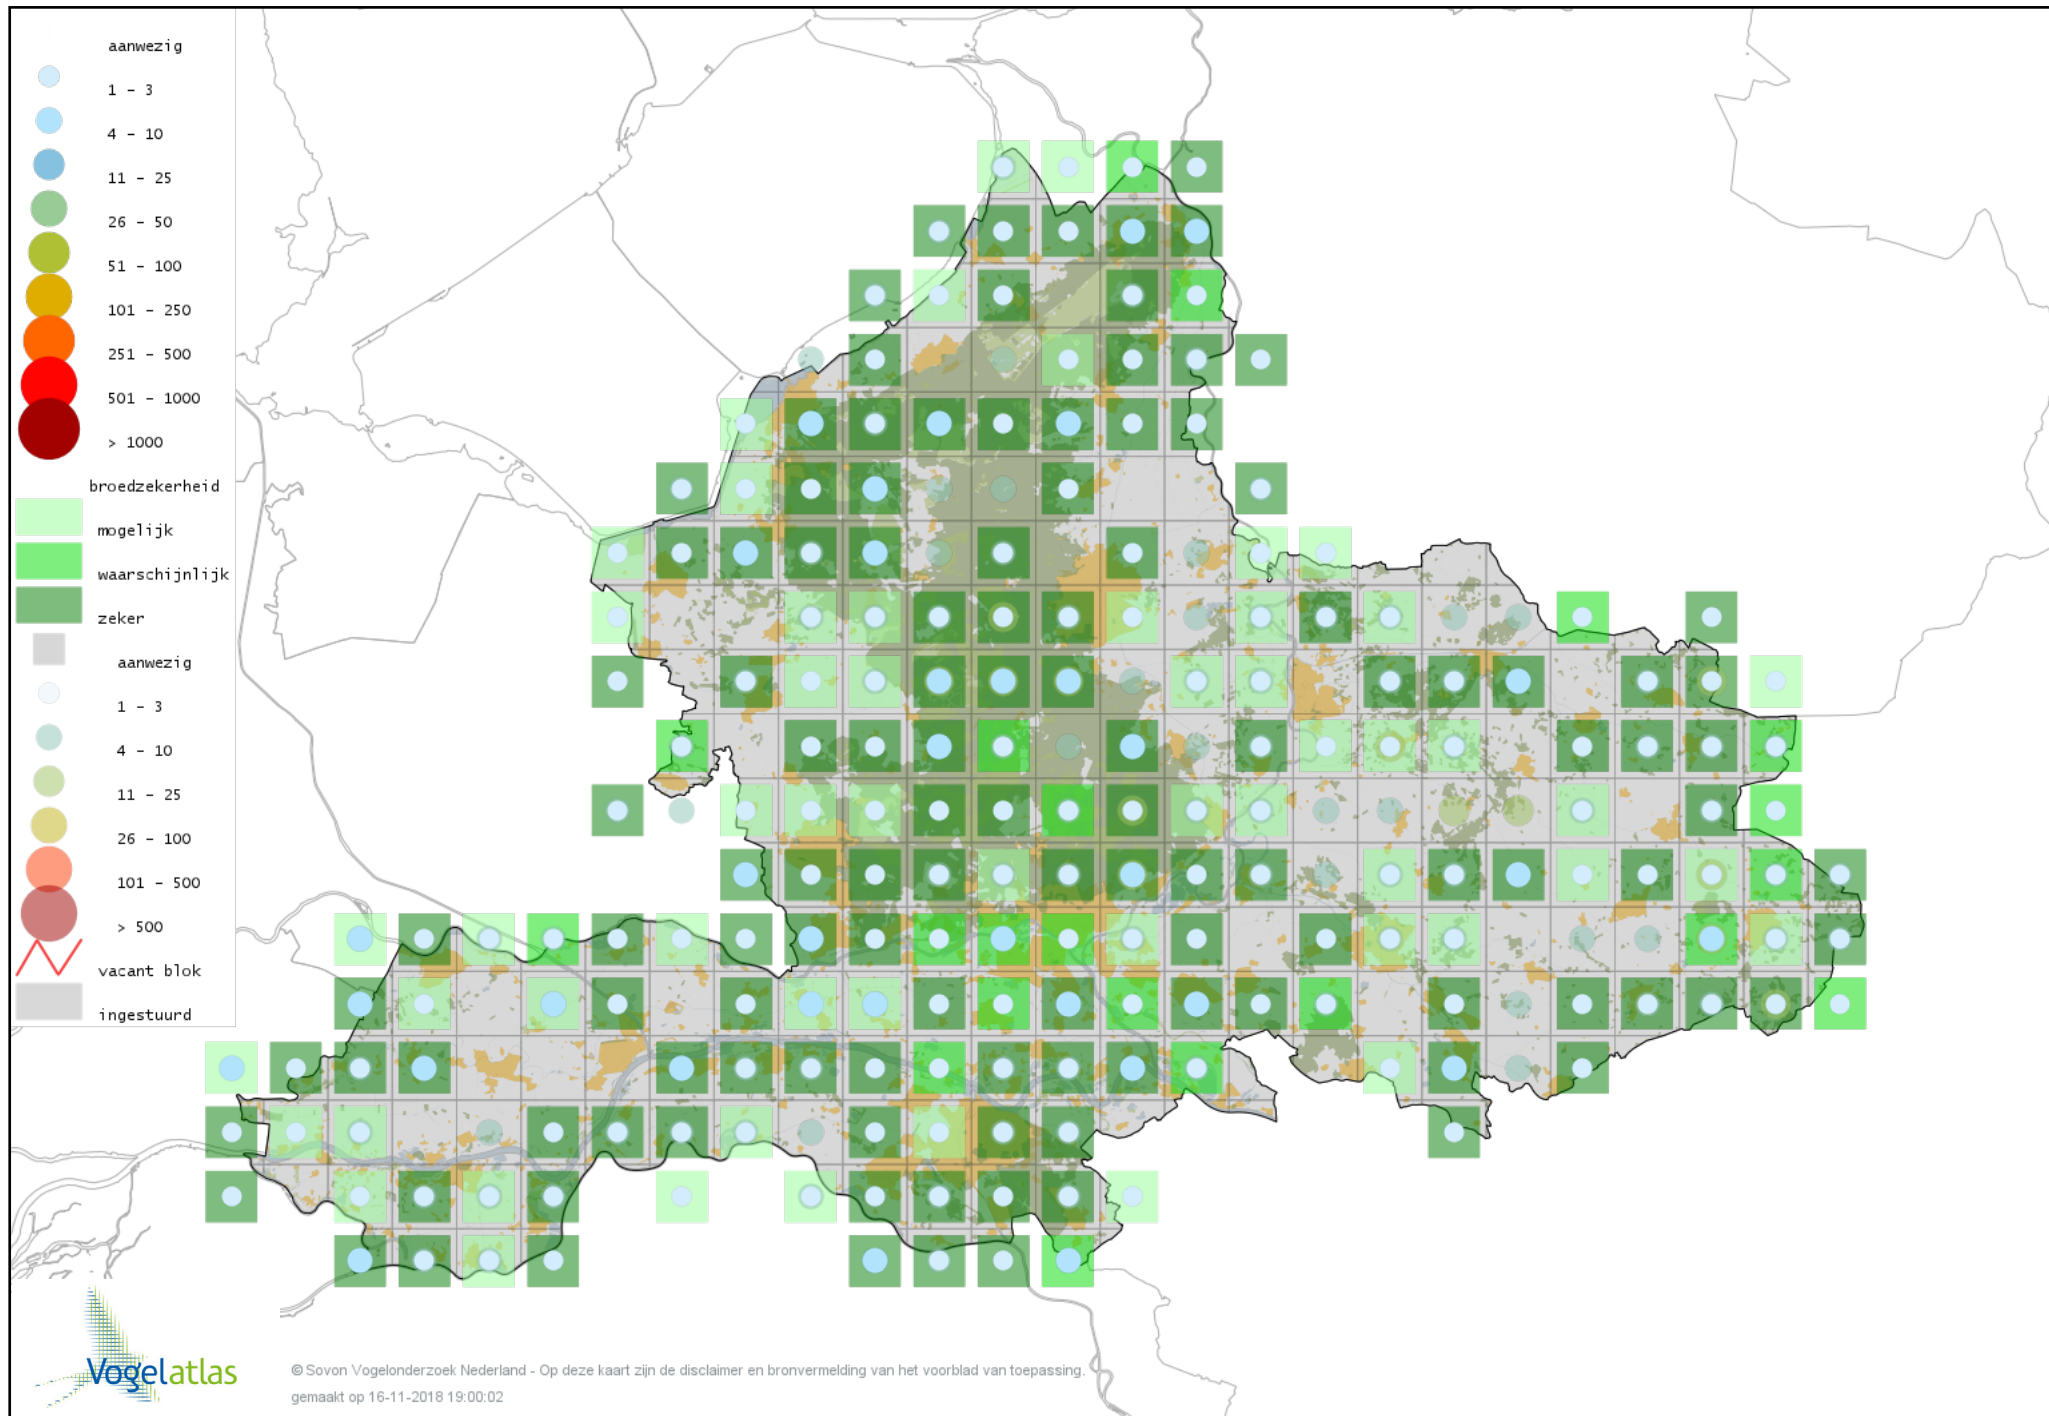 aanwezig
1 - 3
4 - 10
11 - 25
26 - 50
51 - 100
101 - 250
251 - 500
501 - 1000
> 1000
broedzekerheid
mogelijk
waarschijnlijk
zeker
aanwezig
1 - 3
4 - 10
11 - 25
26 - 100
101 - 500
> 500
vacant blok
ingestuurd
Vogelatlas
© Sovon Vogelonderzoek Nederland - Op deze kaart zijn de disclaimer en bronvermelding van het voorblad van toepassing.
gemaakt op 16-11-2018 19:00:02